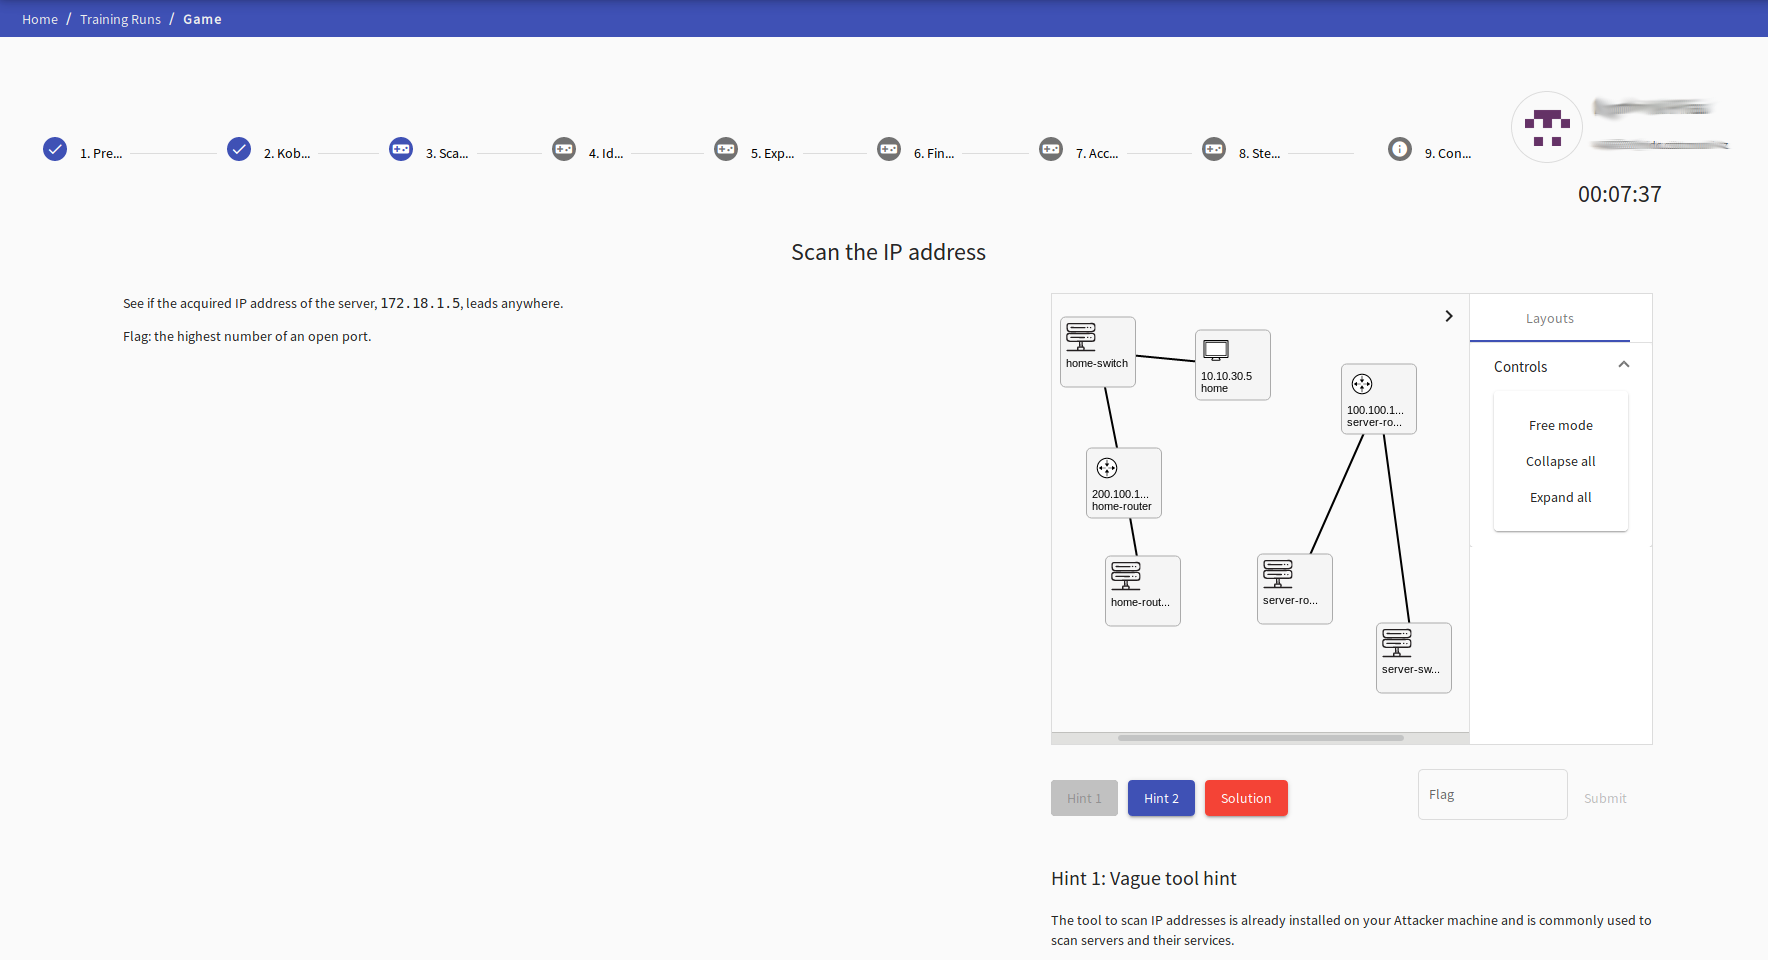 Home / Training Runs / Game
1. Pre...
2. Kob...
3. Sca...
4. Id...
5. Exp...
6. Fin...
7. Acc...
8. Ste...
9. Con...
00:07:37
Scan the IP address
See if the acquired IP address of the server, 172.18.1.5, leads anywhere.
Flag: the highest number of an open port.
home-switch
10.10.30.5
home
100.100.1...
server-ro...
200.100.1...
home-router
home-rout...
server-ro...
server-sw...
Layouts
Controls
Free mode
Collapse all
Expand all
Hint 1
Hint 2
Solution
Flag
Submit
Hint 1: Vague tool hint
The tool to scan IP addresses is already installed on your Attacker machine and is commonly used to
scan servers and their services.